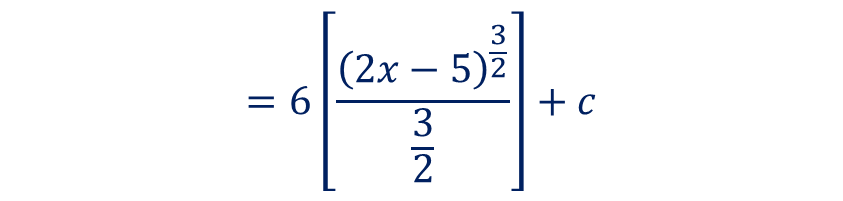 = 6 [ (2x − 5)^(3/2) / (3/2) ] + c